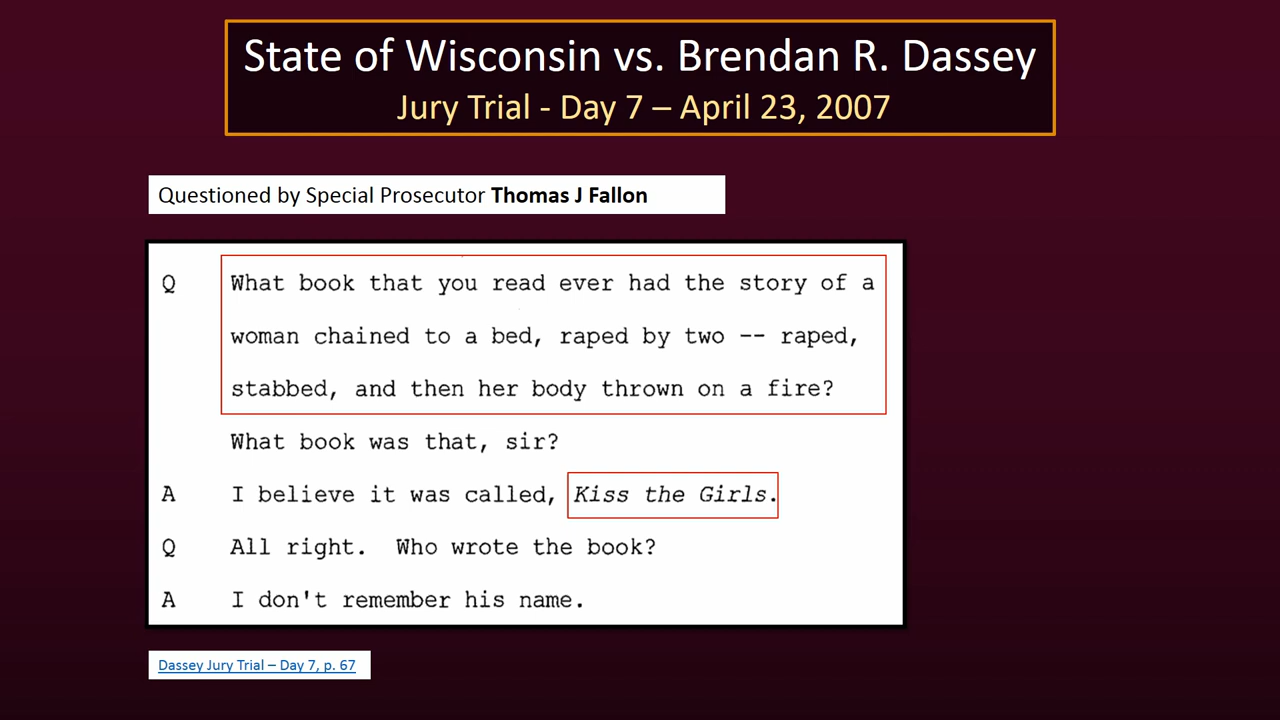 State of Wisconsin vs. Brendan R. Dassey
Jury Trial - Day 7 – April 23, 2007
Questioned by Special Prosecutor Thomas J Fallon
Q What book that you read ever had the story of a
woman chained to a bed, raped by two -- raped,
stabbed, and then her body thrown on a fire?
What book was that, sir?
A I believe it was called, Kiss the Girls.
Q All right. Who wrote the book?
A I don't remember his name.
Dassey Jury Trial – Day 7, p. 67